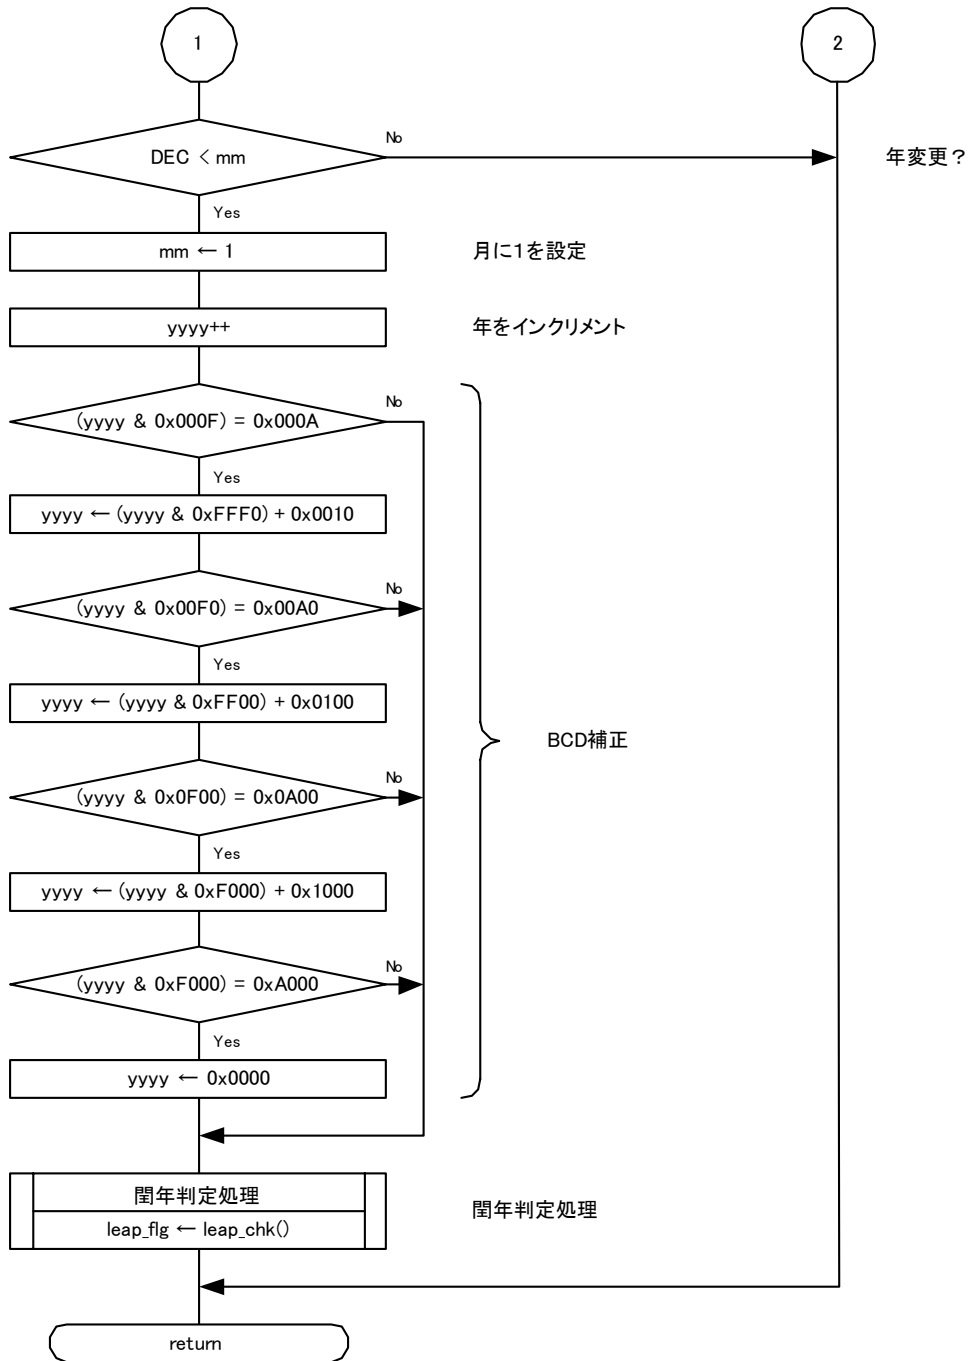 1
2
DEC < mm
No
年変更？
Yes
mm ← 1
月に1を設定
yyyy++
年をインクリメント
(yyyy & 0x000F) = 0x000A
No
Yes
yyyy ← (yyyy & 0xFFF0) + 0x0010
(yyyy & 0x00F0) = 0x00A0
No
Yes
yyyy ← (yyyy & 0xFF00) + 0x0100
BCD補正
(yyyy & 0x0F00) = 0x0A00
No
Yes
yyyy ← (yyyy & 0xF000) + 0x1000
(yyyy & 0xF000) = 0xA000
No
Yes
yyyy ← 0x0000
閏年判定処理
leap_flg ← leap_chk()
閏年判定処理
return